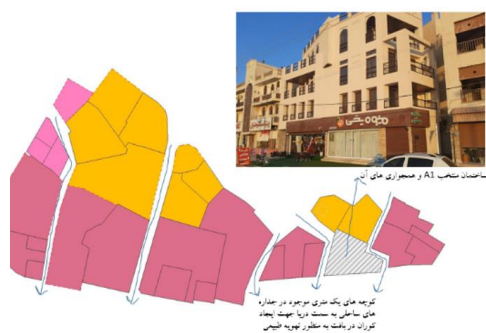 منوچیخی
ساختمان منتخب A1 و همجواری های آن
کوچه های یک متری موجود در جداره
های ساحلی به سمت دریا جهت ایجاد
کوران در بافت به منظور تهویه طبیعی